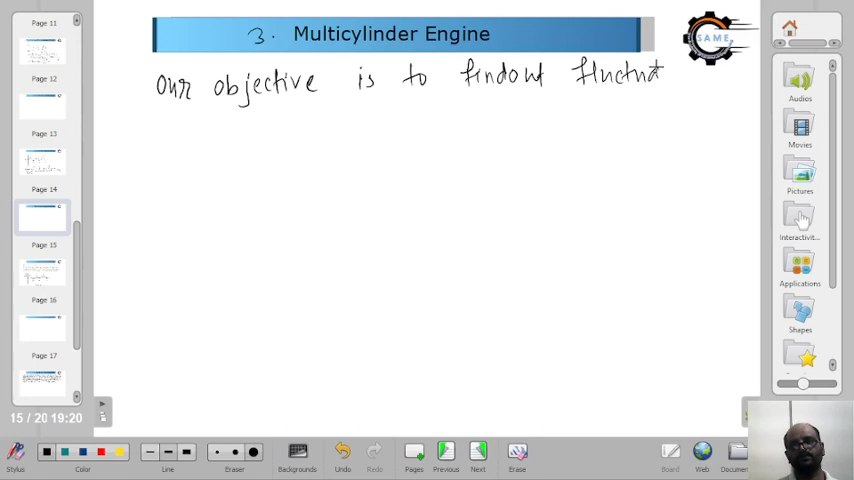 Page 11
Page 12
Page 13
Page 14
Page 15
Page 16
Page 17
15 / 20 19:20
3. Multicylinder Engine
SAME
Our objective is to findout fluctuat
Audios
Movies
Pictures
Interactivit...
Applications
Shapes
Stylus
Color
Line
Eraser
Backgrounds
Undo
Redo
Pages
Previous
Next
Erase
Board
Web
Documen